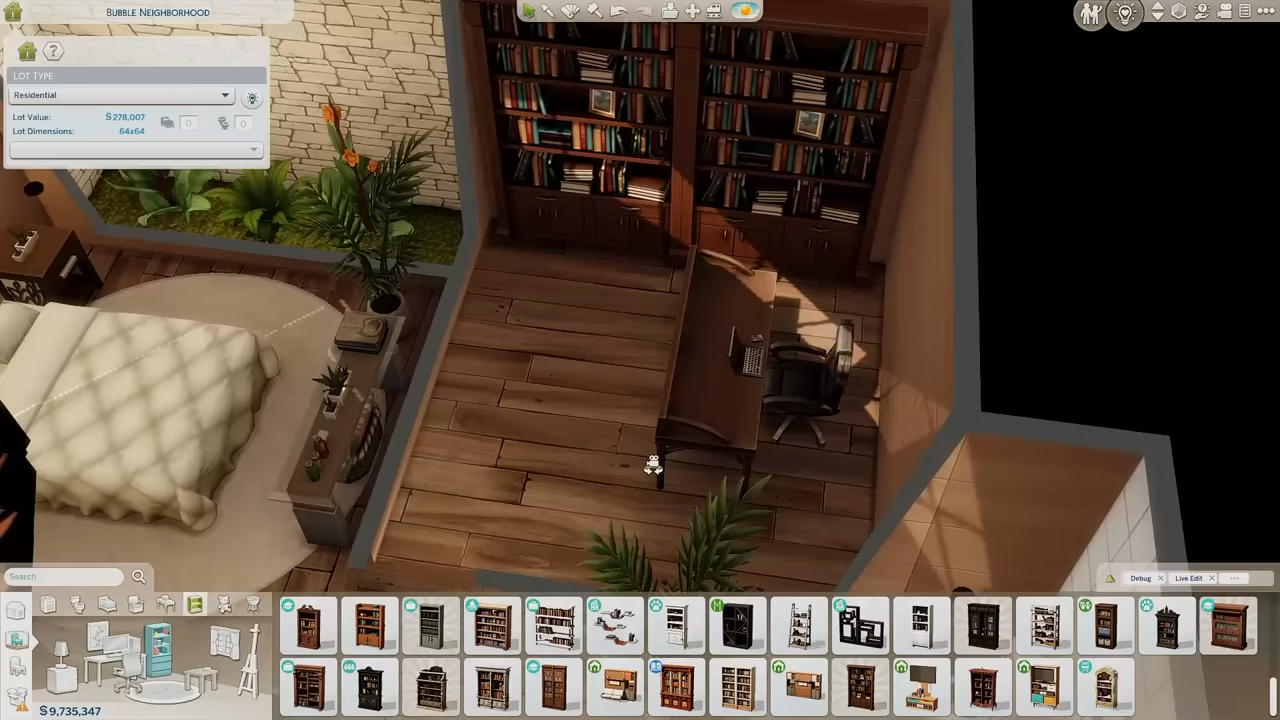 BUBBLE NEIGHBORHOOD
?
LOT TYPE
Residential
Lot Value: §278,007
0 0
Lot Dimensions: 64x64
Search
Debug × Live Edit × ...
§9,735,347